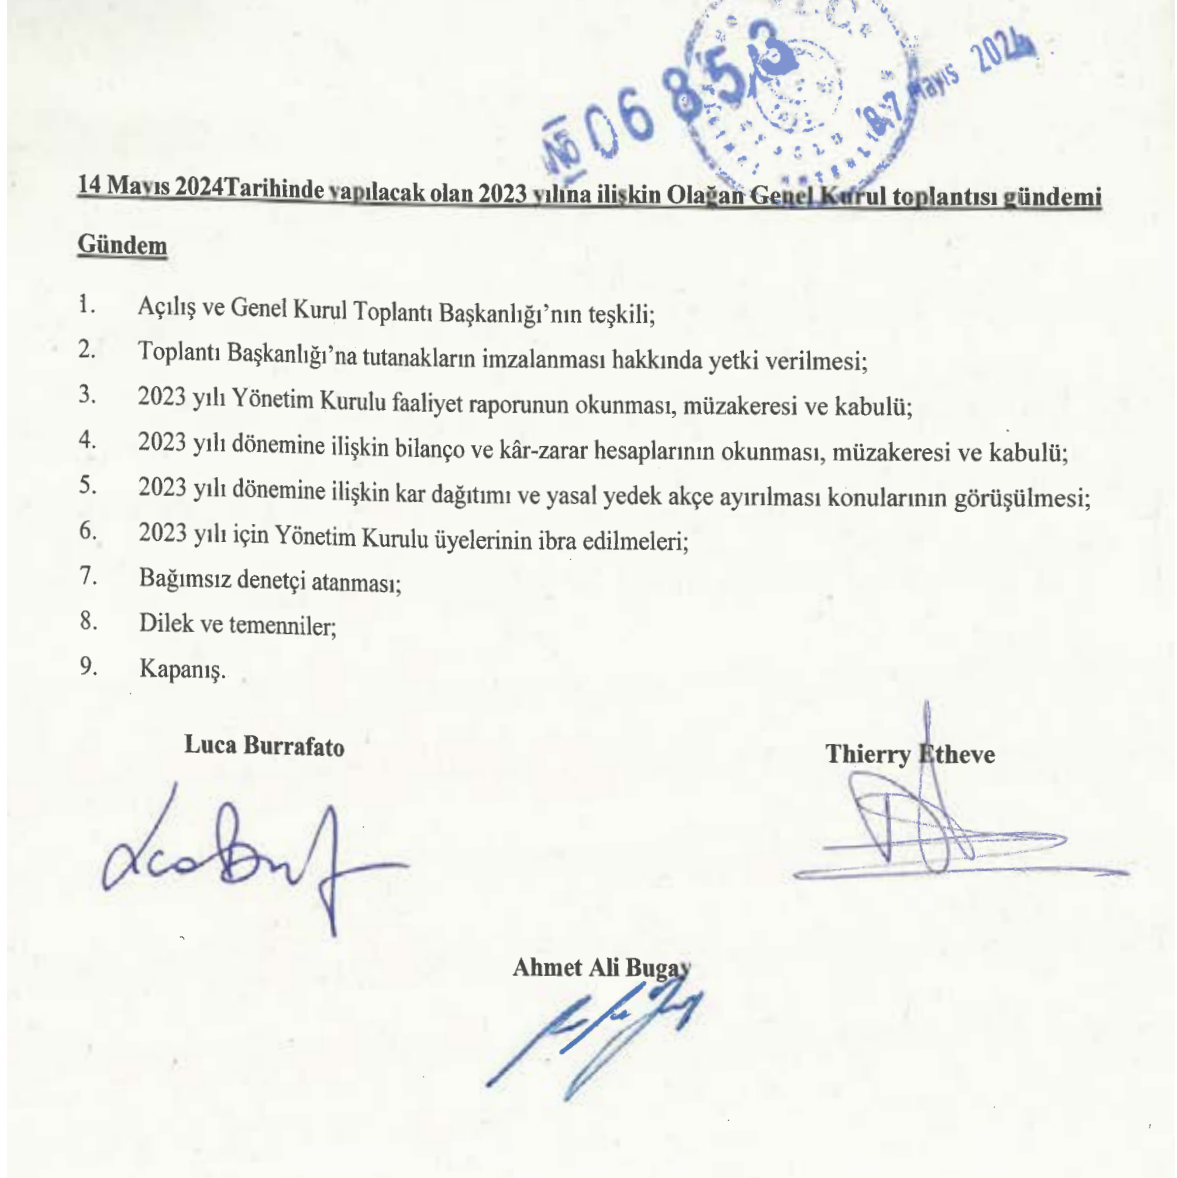 № 06853
07 Mayıs 2024
14 Mayıs 2024Tarihinde yapılacak olan 2023 yılına ilişkin Olağan Genel Kurul toplantısı gündemi
Gündem
1. Açılış ve Genel Kurul Toplantı Başkanlığı’nın teşkili;
2. Toplantı Başkanlığı’na tutanakların imzalanması hakkında yetki verilmesi;
3. 2023 yılı Yönetim Kurulu faaliyet raporunun okunması, müzakeresi ve kabulü;
4. 2023 yılı dönemine ilişkin bilanço ve kâr-zarar hesaplarının okunması, müzakeresi ve kabulü;
5. 2023 yılı dönemine ilişkin kar dağıtımı ve yasal yedek akçe ayırılması konularının görüşülmesi;
6. 2023 yılı için Yönetim Kurulu üyelerinin ibra edilmeleri;
7. Bağımsız denetçi atanması;
8. Dilek ve temenniler;
9. Kapanış.
Luca Burrafato
Thierry Etheve
Ahmet Ali Bugay